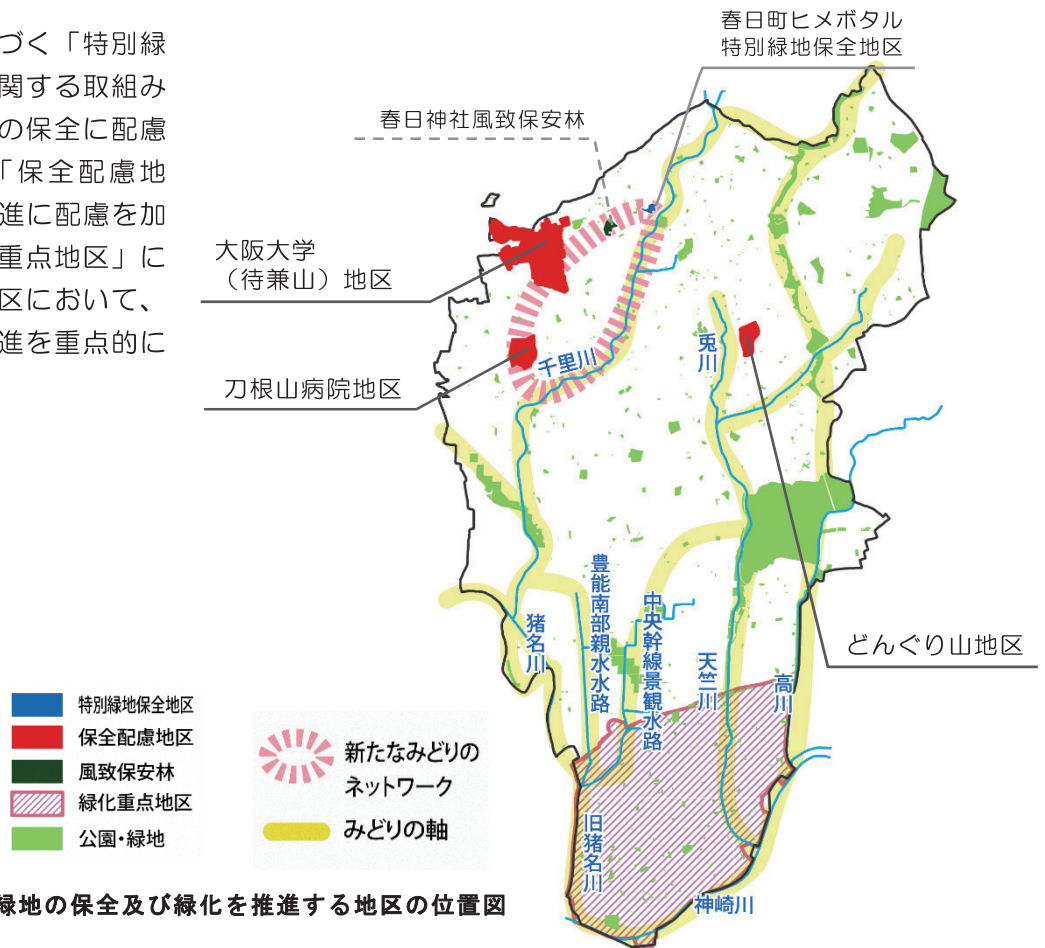 づく「特別緑
関する取組み
の保全に配慮
「保全配慮地
進に配慮を加
重点地区」に
区において、
進を重点的に
春日町ヒメボタル
特別緑地保全地区
春日神社風致保安林
大阪大学
（待兼山）地区
刀根山病院地区
千里川
兎川
豊能南部親水水路
中央幹線景観水路
猪名川
天竺川
高川
どんぐり山地区
旧猪名川
神崎川
特別緑地保全地区
保全配慮地区
風致保安林
緑化重点地区
公園・緑地
新たなみどりの
ネットワーク
みどりの軸
緑地の保全及び緑化を推進する地区の位置図